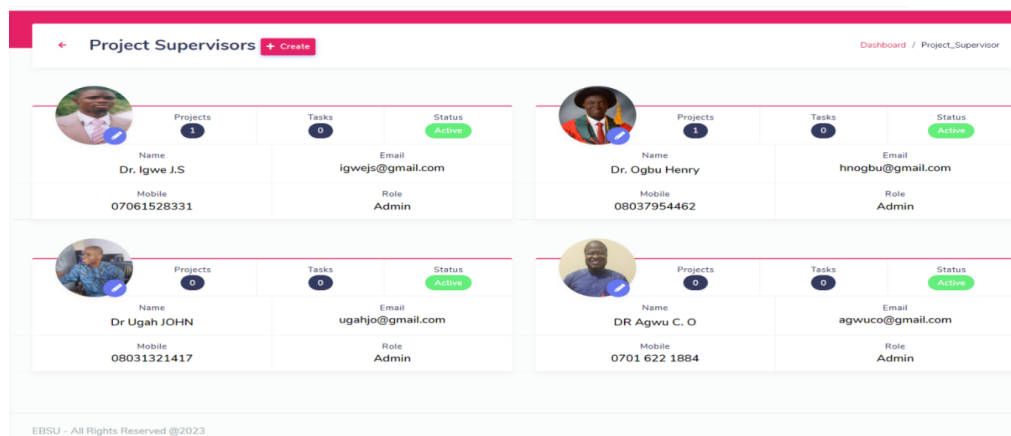 Project Supervisors + Create
Dashboard / Project_Supervisor
Projects Tasks Status
1 0 Active
Name Email
Dr. Igwe J.S igwejs@gmail.com
Mobile Role
07061528331 Admin
Projects Tasks Status
1 0 Active
Name Email
Dr. Ogbu Henry hnogbu@gmail.com
Mobile Role
08037954462 Admin
Projects Tasks Status
0 0 Active
Name Email
Dr Ugah JOHN ugahjo@gmail.com
Mobile Role
08031321417 Admin
Projects Tasks Status
0 0 Active
Name Email
DR Agwu C. O agwuco@gmail.com
Mobile Role
0701 622 1884 Admin
EBSU - All Rights Reserved @2023